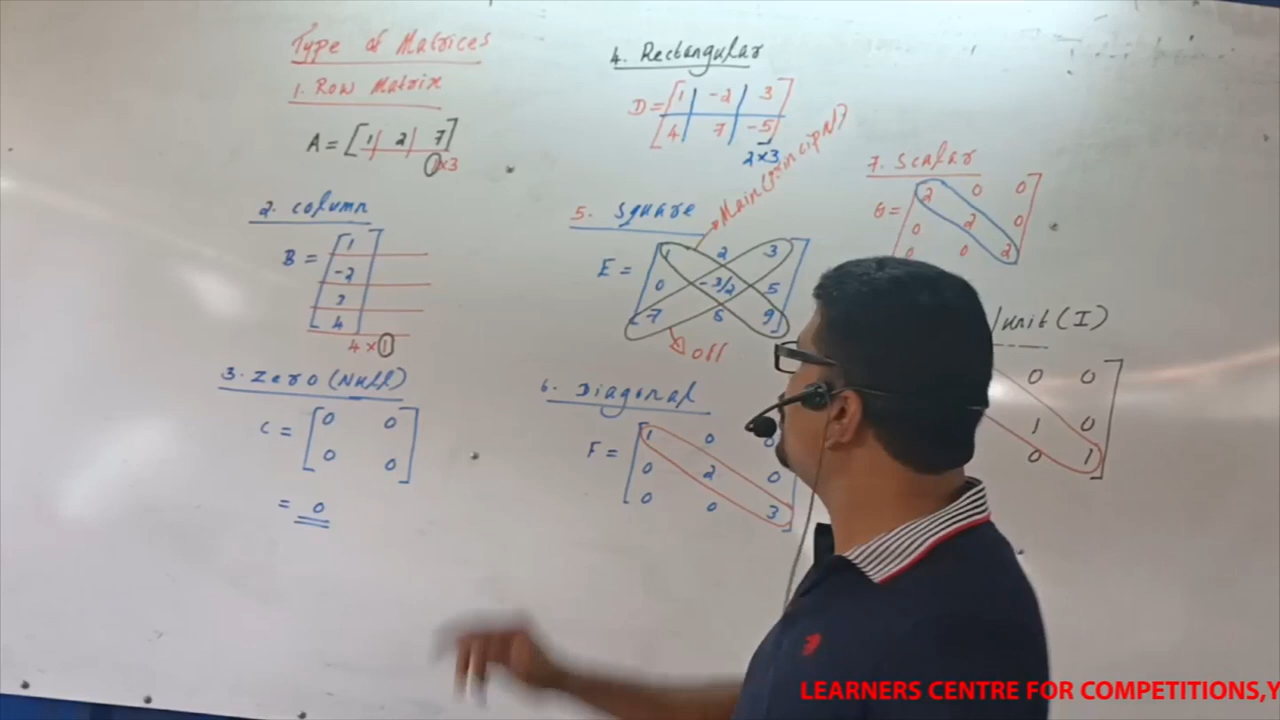 Type of Matrices
1. Row Matrix
A = [1 2 7]
1×3
2. column
B = [1
-2
3
4]
4 × 1
3. Zero (Null)
C = [0 0
0 0]
= 0
4. Rectangular
D = [1 -2 3
4 7 -5]
2×3
5. Square
Main (principal)
E = [1 2 3
0 -3/2 5
7 8 9]
off
6. Diagonal
F = [1 0 0
0 2 0
0 0 3]
7. Scalar
G = [2 0 0
0 2 0
0 0 2]
/unit (I)
0 0
1 0
0 1]
LEARNERS CENTRE FOR COMPETITIONS,Y